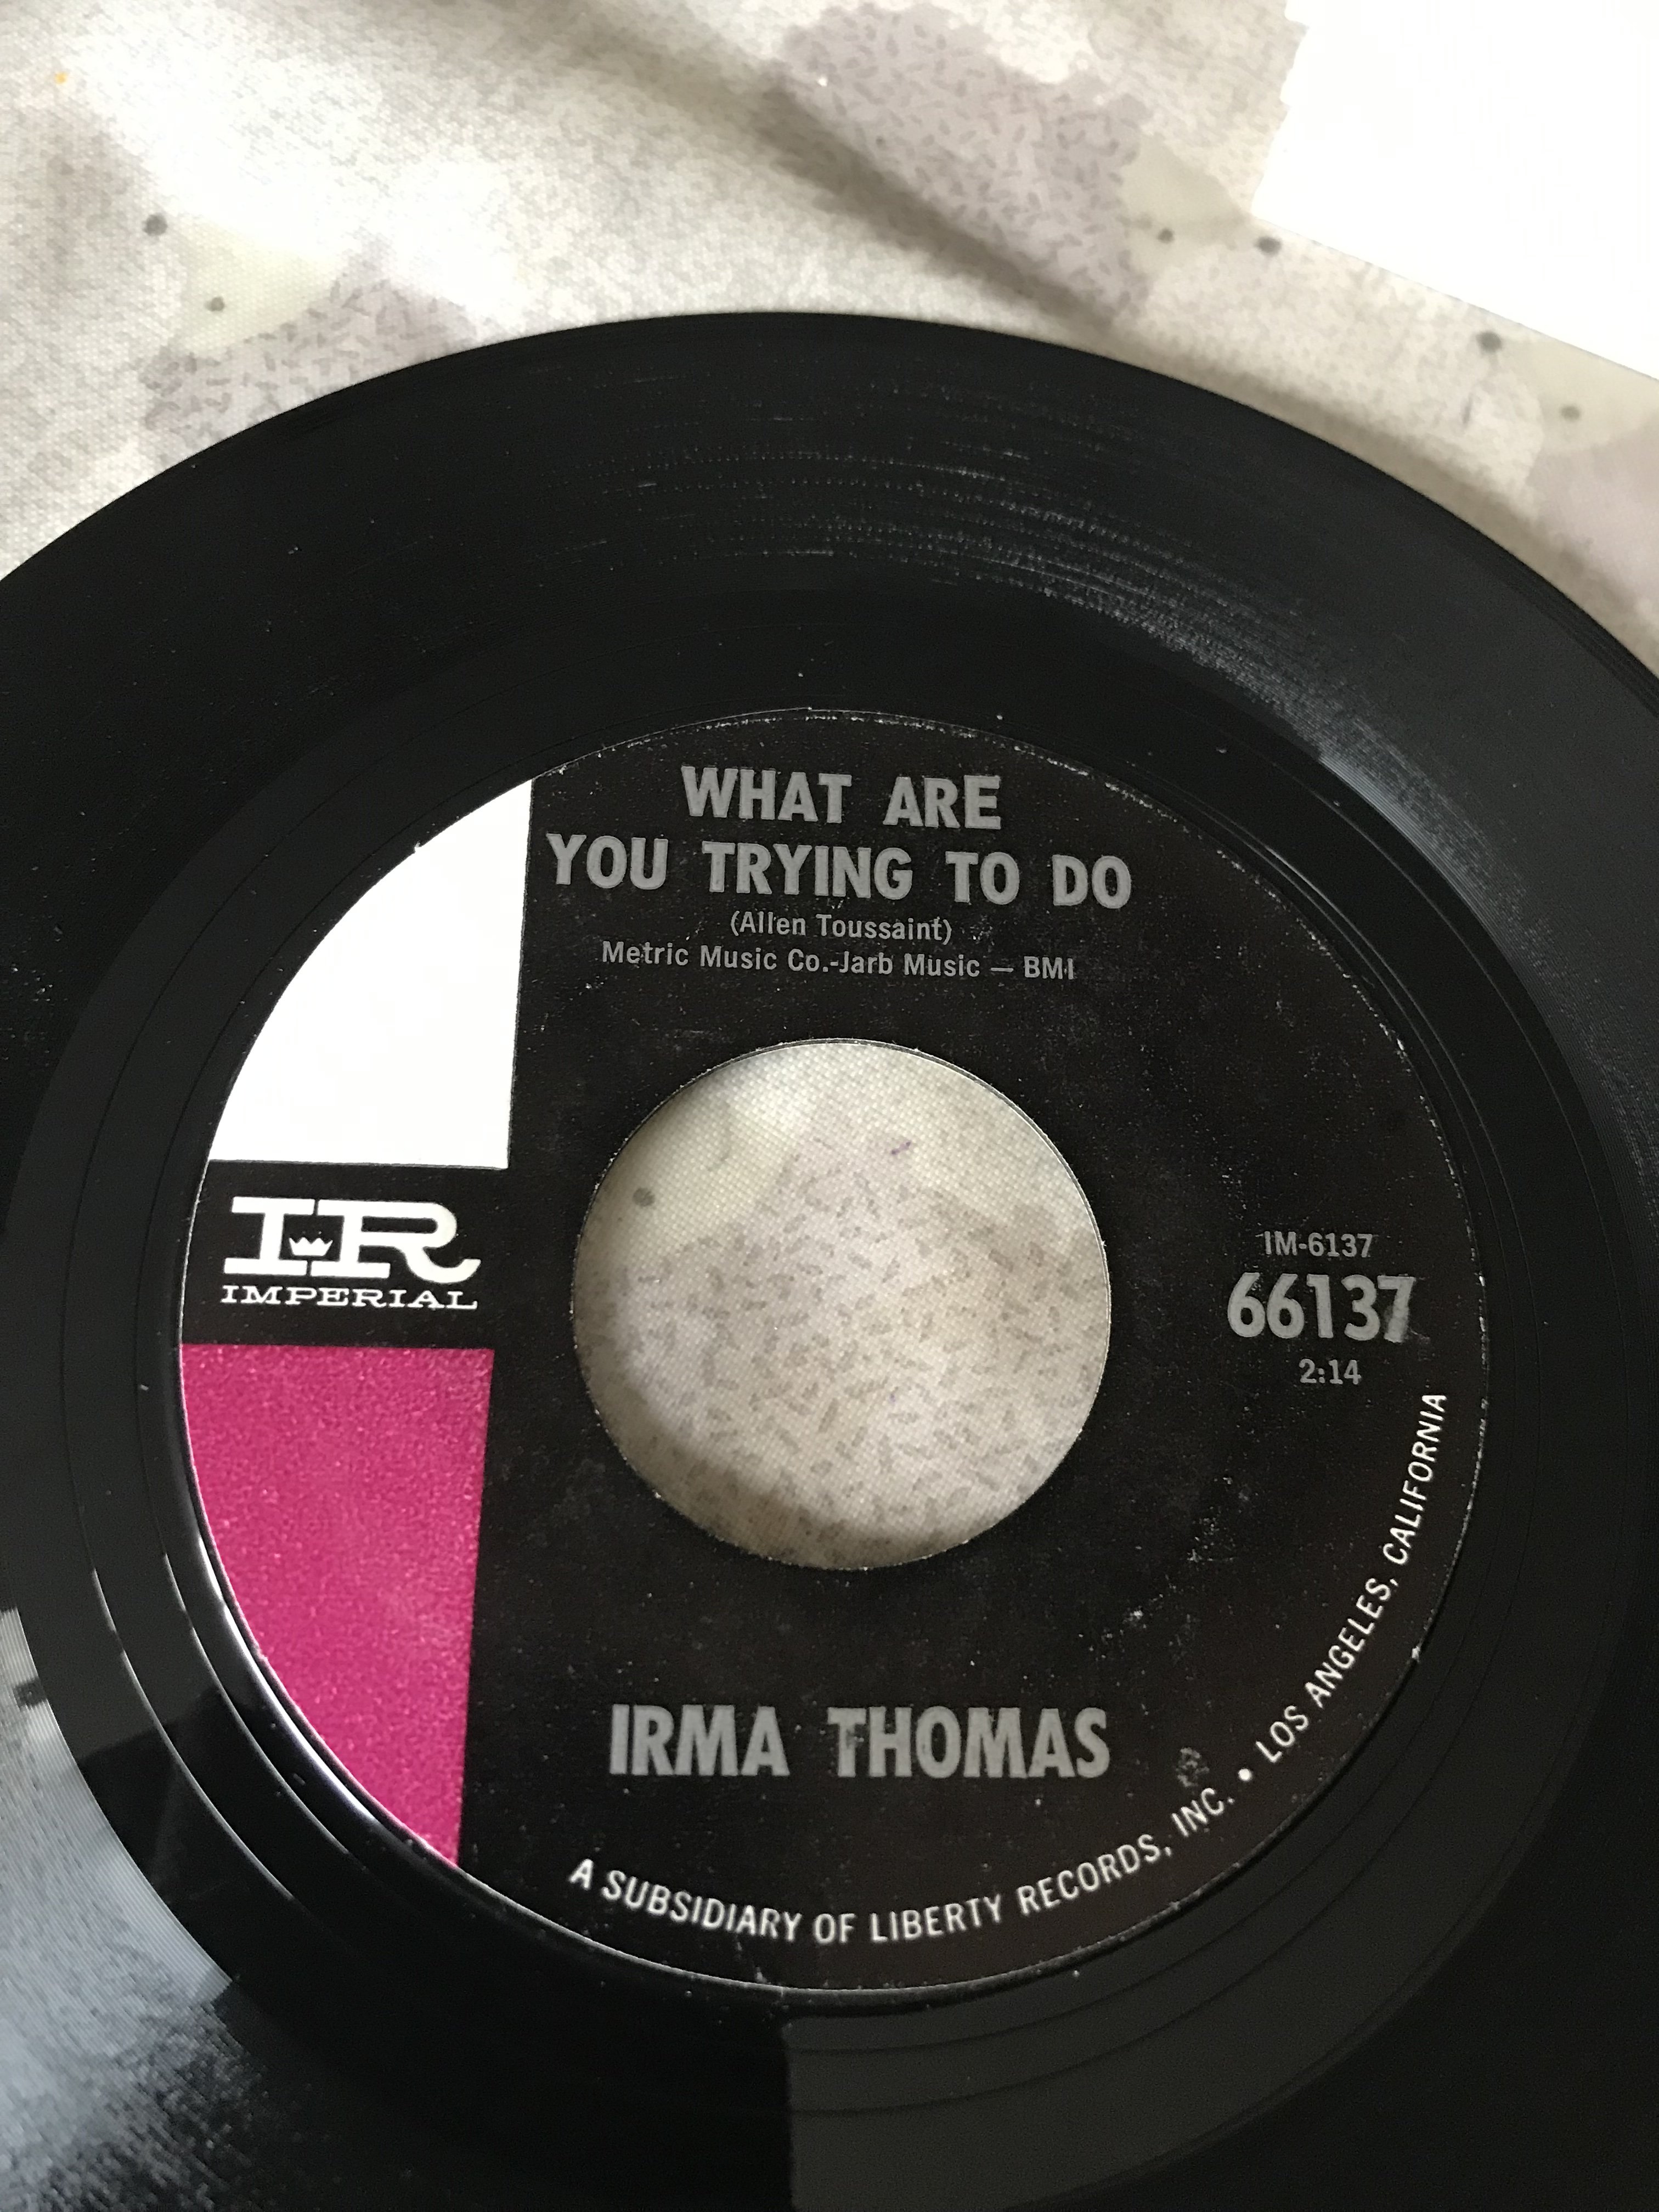 WHAT ARE
YOU TRYING TO DO
(Allen Toussaint)
Metric Music Co.-Jarb Music — BMI
IR
IMPERIAL
IM-6137
66137
2:14
IRMA THOMAS
A SUBSIDIARY OF LIBERTY RECORDS, INC. • LOS ANGELES, CALIFORNIA